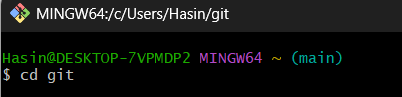 MINGW64:/c/Users/Hasin/git
Hasin@DESKTOP-7VPMDP2 MINGW64 ~ (main)
$ cd git